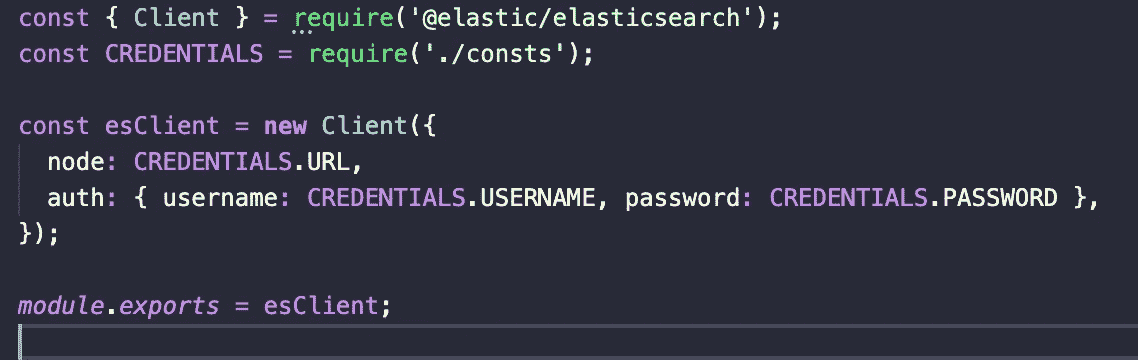 const { Client } = require('@elastic/elasticsearch');
const CREDENTIALS = require('./consts');
const esClient = new Client({
node: CREDENTIALS.URL,
auth: { username: CREDENTIALS.USERNAME, password: CREDENTIALS.PASSWORD },
});
module.exports = esClient;